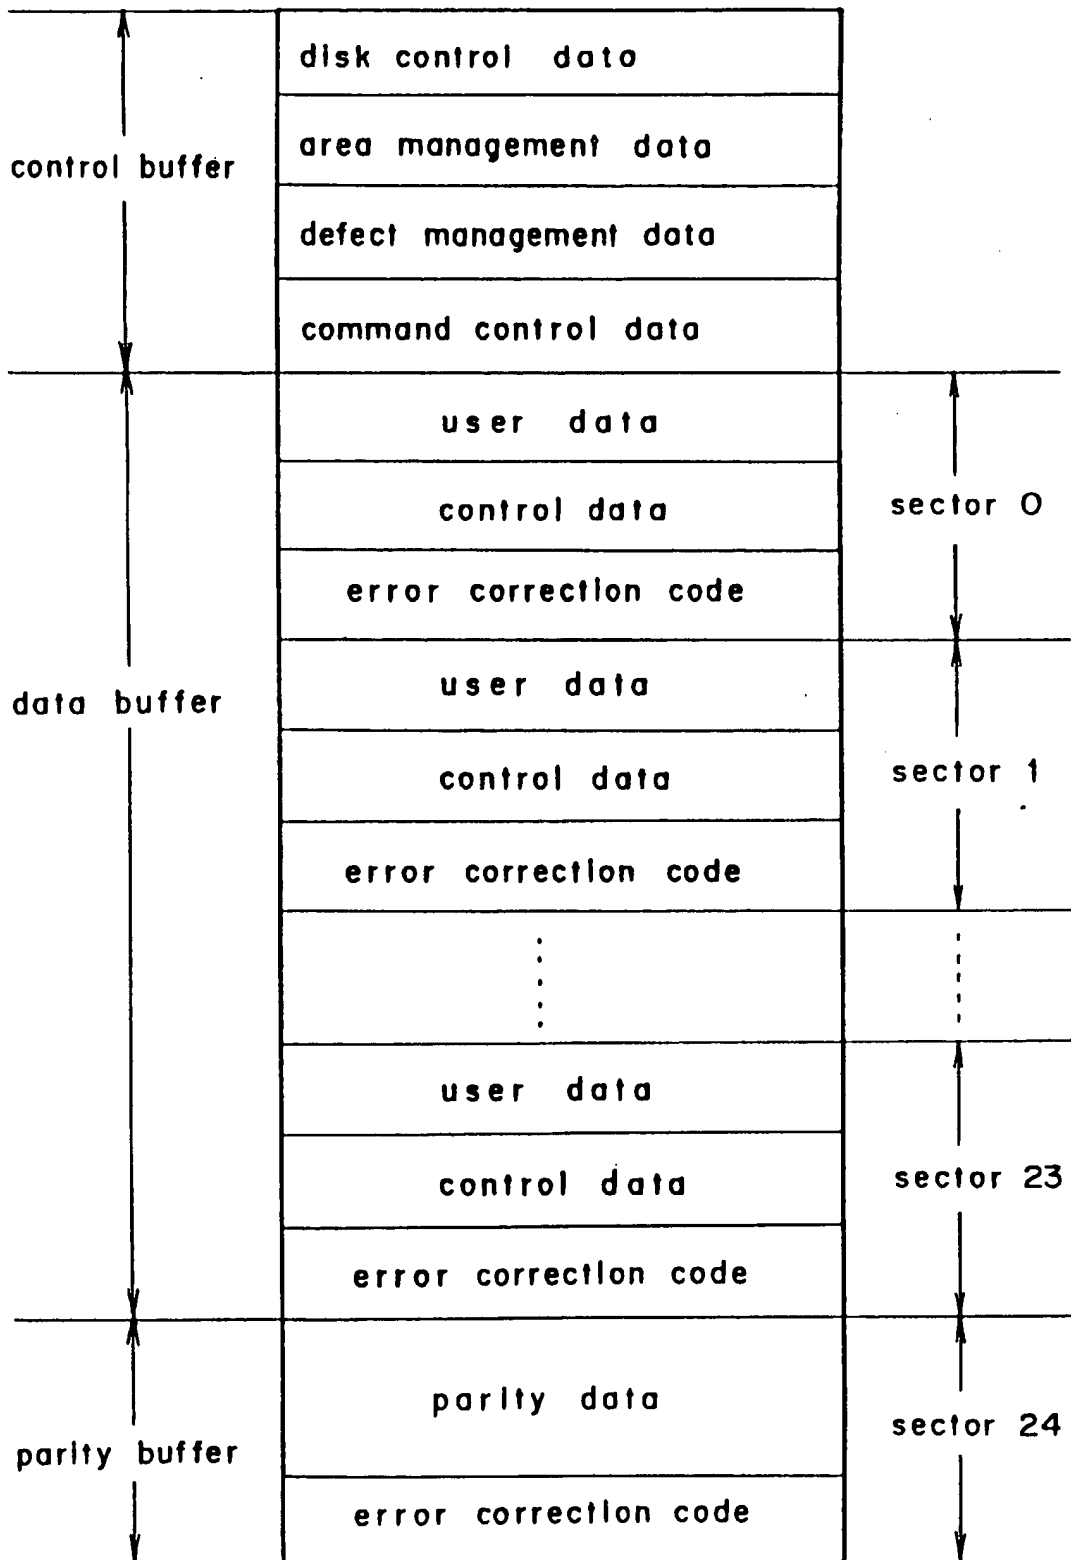 disk control data
area management data
control buffer
defect management data
command control data
user data
control data
sector 0
error correction code
user data
data buffer
control data
sector 1
error correction code
user data
control data
sector 23
error correction code
parity data
sector 24
parity buffer
error correction code